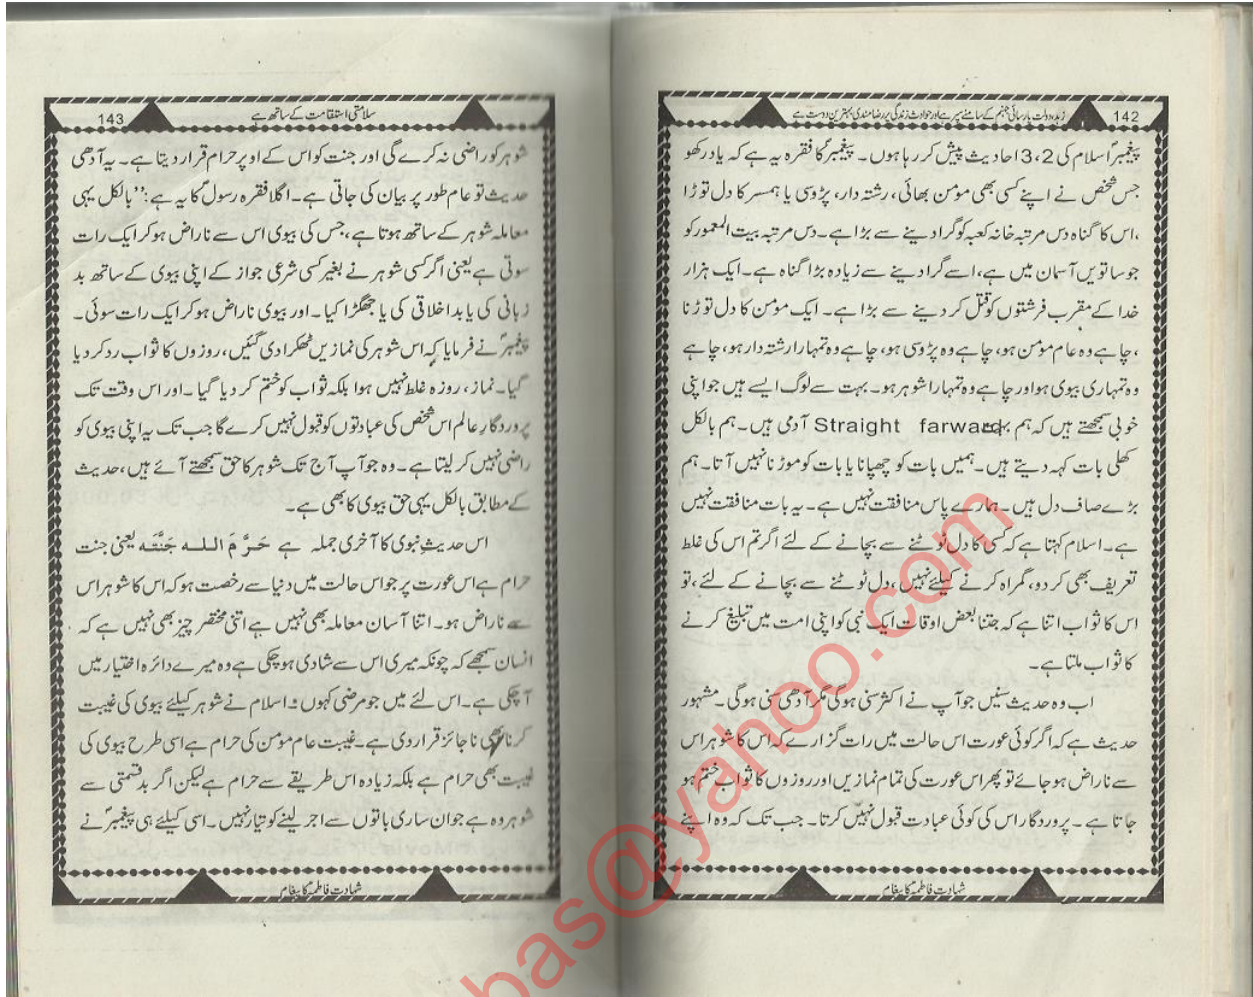 142
زہد و دولت پارسائی جہنم کے سامنے سپر ہے اور حوادث زندگی پر رضا مندی بہترین دوست ہے
پیغمبرؐ اسلام کی 2، 3 احادیث پیش کر رہا ہوں۔ پیغمبرؐ کا فقرہ یہ ہے کہ یاد رکھو
جس شخص نے اپنے کسی بھی مؤمن بھائی، رشتہ دار، پڑوسی یا ہمسر کا دل توڑا
،اس کا گناہ دس مرتبہ خانہ کعبہ کو گرا دینے سے بڑا ہے۔ دس مرتبہ بیت المعمور کو
جو ساتویں آسمان میں ہے، اسے گرا دینے سے زیادہ بڑا گناہ ہے۔ ایک ہزار
خدا کے مقرب فرشتوں کو قتل کر دینے سے بڑا ہے۔ ایک مومن کا دل توڑنا
،چاہے وہ عام مومن ہو، چاہے وہ پڑوسی ہو، چاہے وہ تمہارا رشتہ دار ہو، چاہے
وہ تمہاری بیوی ہو اور چاہے وہ تمہارا شوہر ہو۔ بہت سے لوگ ایسے ہیں جو اپنی
خوبی سمجھتے ہیں کہ ہم بہت Straight farward آدمی ہیں۔ ہم بالکل
کھلی بات کہہ دیتے ہیں۔ ہمیں بات کو چھپانا یا بات کو موڑنا نہیں آتا۔ ہم
بڑے صاف دل ہیں۔ ہمارے پاس منافقت نہیں ہے۔ یہ بات منافقت نہیں
ہے۔ اسلام کہتا ہے کہ کسی کا دل ٹوٹنے سے بچانے کے لئے اگر تم اس کی غلط
تعریف بھی کر دو، گمراہ کرنے کیلئے نہیں، دل ٹوٹنے سے بچانے کے لئے، تو
اس کا ثواب اتنا ہے کہ جتنا بعض اوقات ایک نبی کو اپنی امت میں تبلیغ کرنے
کا ثواب ملتا ہے۔
اب وہ حدیث سنیں جو آپ نے اکثر سنی ہوگی مگر آدھی سنی ہوگی۔ مشہور
حدیث ہے کہ اگر کوئی عورت اس حالت میں رات گزارے کہ اس کا شوہر اس
سے ناراض ہو جائے تو پھر اس عورت کی تمام نمازیں اور روزوں کا ثواب ختم ہو
جاتا ہے۔ پروردگار اس کی کوئی عبادت قبول نہیں کرتا۔ جب تک کہ وہ اپنے
شہادت فاطمہؑ کا پیغام
143
سلامتی استقامت کے ساتھ ہے
شوہر کو راضی نہ کرے گی اور جنت کو اس کے اوپر حرام قرار دیتا ہے۔ یہ آدھی
حدیث تو عام طور پر بیان کی جاتی ہے۔ اگلا فقرہ رسولؐ کا یہ ہے: ’’بالکل یہی
معاملہ شوہر کے ساتھ ہوتا ہے، جس کی بیوی اس سے ناراض ہو کر ایک رات
سوتی ہے یعنی اگر کسی شوہر نے بغیر کسی شرعی جواز کے اپنی بیوی کے ساتھ بد
زبانی کی یا بد اخلاقی کی یا جھگڑا کیا۔ اور بیوی ناراض ہو کر ایک رات سوئی۔
پیغمبرؐ نے فرمایا کہ اس شوہر کی نمازیں ٹھکرا دی گئیں، روزوں کا ثواب رد کر دیا
گیا۔ نماز، روزہ غلط نہیں ہوا بلکہ ثواب کو ختم کر دیا گیا۔ اور اس وقت تک
پروردگارِ عالم اس شخص کی عبادتوں کو قبول نہیں کرے گا جب تک یہ اپنی بیوی کو
راضی نہیں کر لیتا ہے۔ وہ جو آپ آج تک شوہر کا حق سمجھتے آئے ہیں، حدیث
کے مطابق بالکل یہی حق بیوی کا بھی ہے۔
اس حدیثِ نبوی کا آخری جملہ ہے حَرَّمَ اللہ جَنَّتَہ یعنی جنت
حرام ہے اس عورت پر جو اس حالت میں دنیا سے رخصت ہو کہ اس کا شوہر اس
سے ناراض ہو۔ اتنا آسان معاملہ بھی نہیں ہے اتنی مختصر چیز بھی نہیں ہے کہ
انسان سمجھے کہ چونکہ میری اس سے شادی ہو چکی ہے وہ میرے دائرہ اختیار میں
آ چکی ہے۔ اس لئے میں جو مرضی کہوں۔ اسلام نے شوہر کیلئے بیوی کی غیبت
کرنا بھی ناجائز قرار دی ہے۔ غیبت عام مومن کی حرام ہے اسی طرح بیوی کی
غیبت بھی حرام ہے بلکہ زیادہ اس طریقے سے حرام ہے لیکن اگر بد قسمتی سے
شوہر وہ ہے جو ان ساری باتوں سے اجر لینے کو تیار نہیں۔ اسی کیلئے ہی پیغمبرؐ نے
شہادت فاطمہؑ کا پیغام
bas@yahoo.com